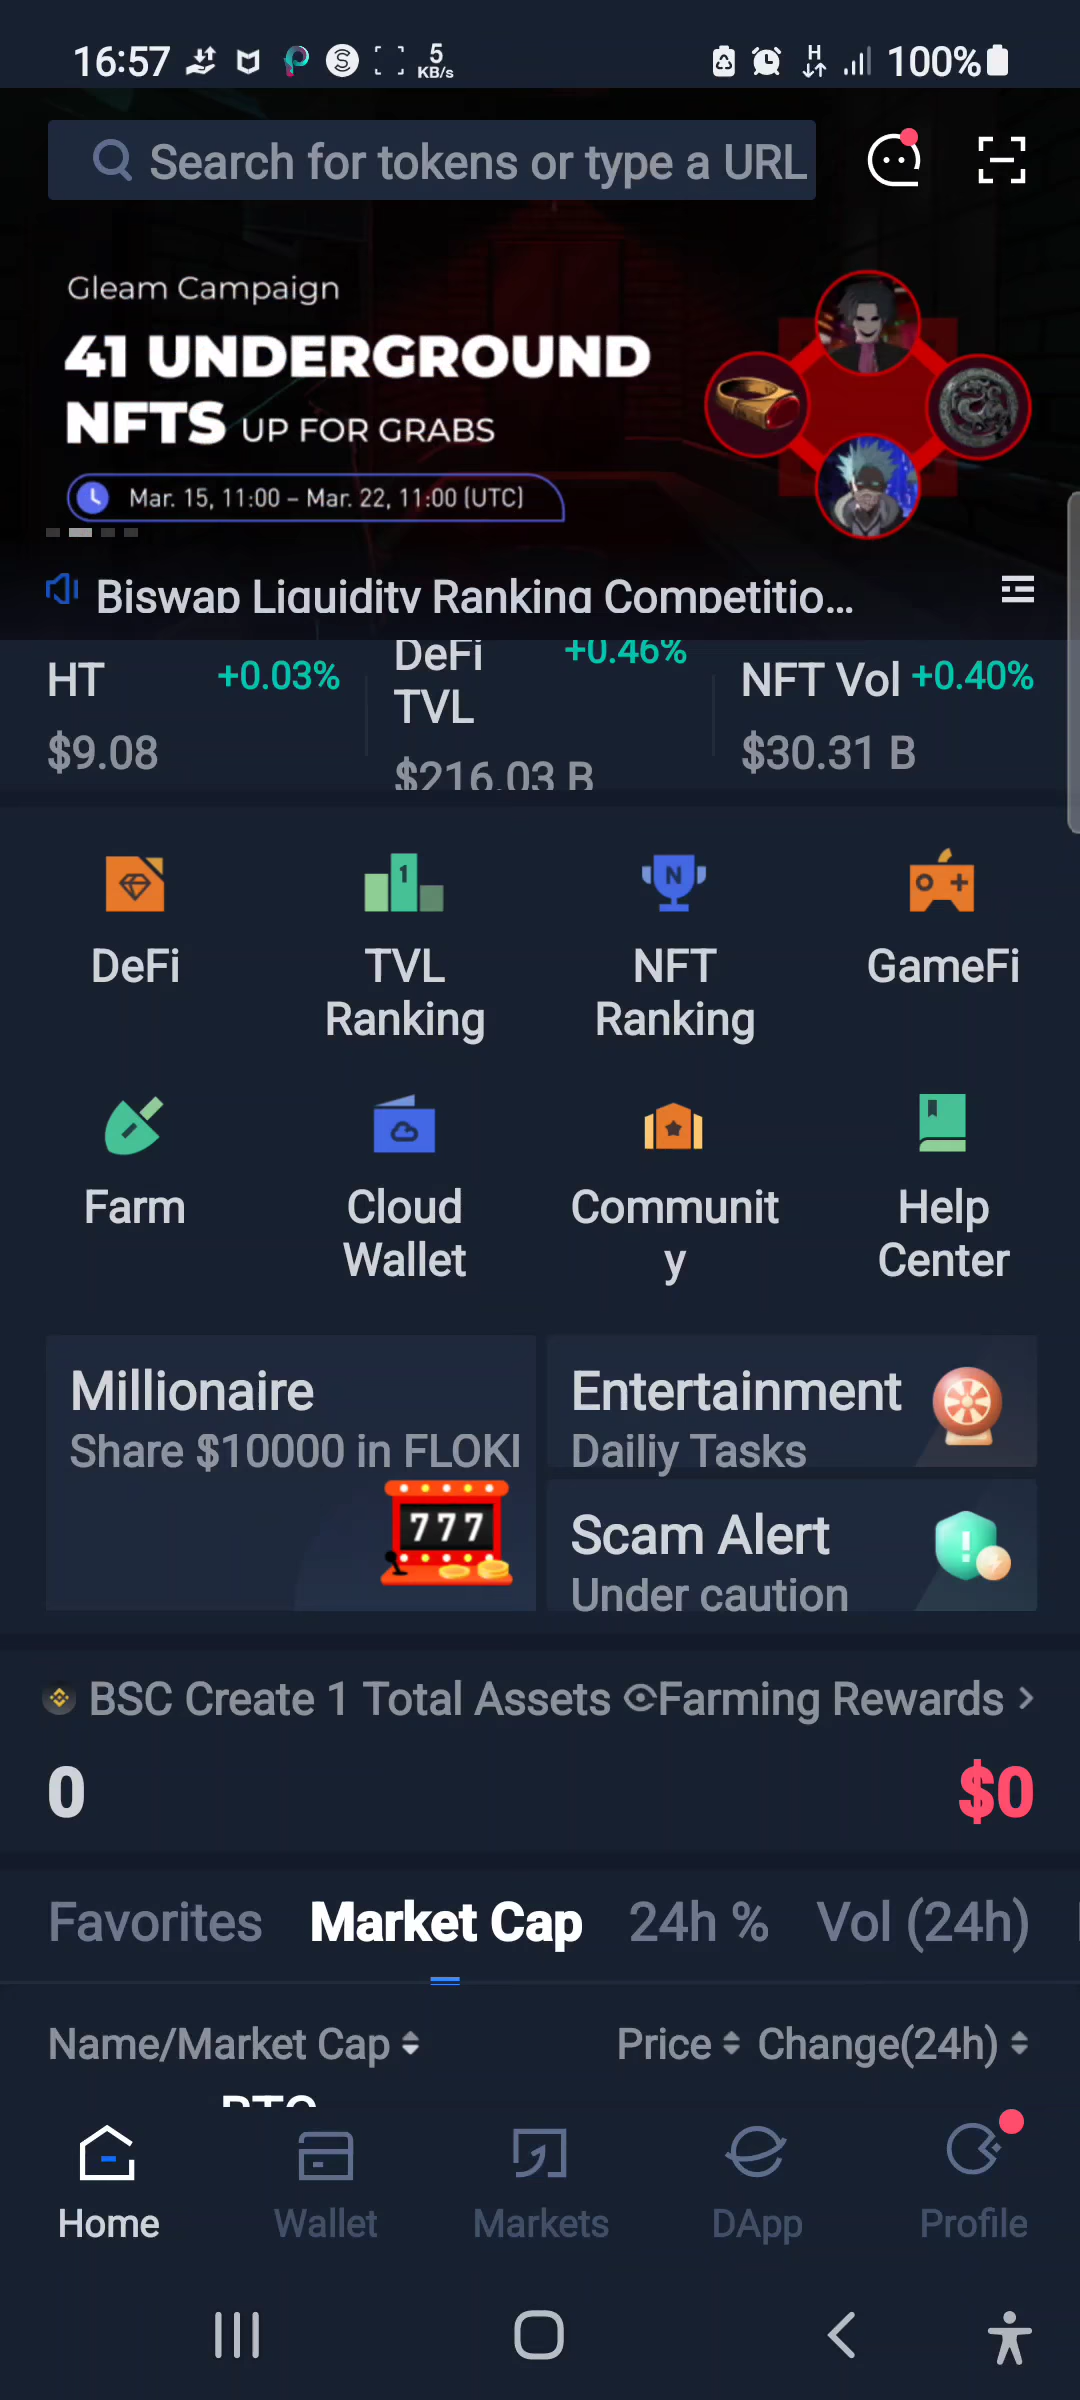 16:57
5
KB/s
H
100%
Search for tokens or type a URL
Gleam Campaign
41 UNDERGROUND
NFTS UP FOR GRABS
Mar. 15, 11:00 – Mar. 22, 11:00 (UTC)
Biswap Liquidity Ranking Competitio...
HT +0.03%
$9.08
DeFi TVL +0.46%
$216.03 B
NFT Vol +0.40%
$30.31 B
DeFi
TVL
Ranking
NFT
Ranking
GameFi
Farm
Cloud
Wallet
Communit
y
Help
Center
Millionaire
Share $10000 in FLOKI
777
Entertainment
Dailiy Tasks
Scam Alert
Under caution
BSC Create 1 Total Assets Farming Rewards >
0 $0
Favorites Market Cap 24h % Vol (24h)
Name/Market Cap Price Change(24h)
BTC
Home Wallet Markets DApp Profile